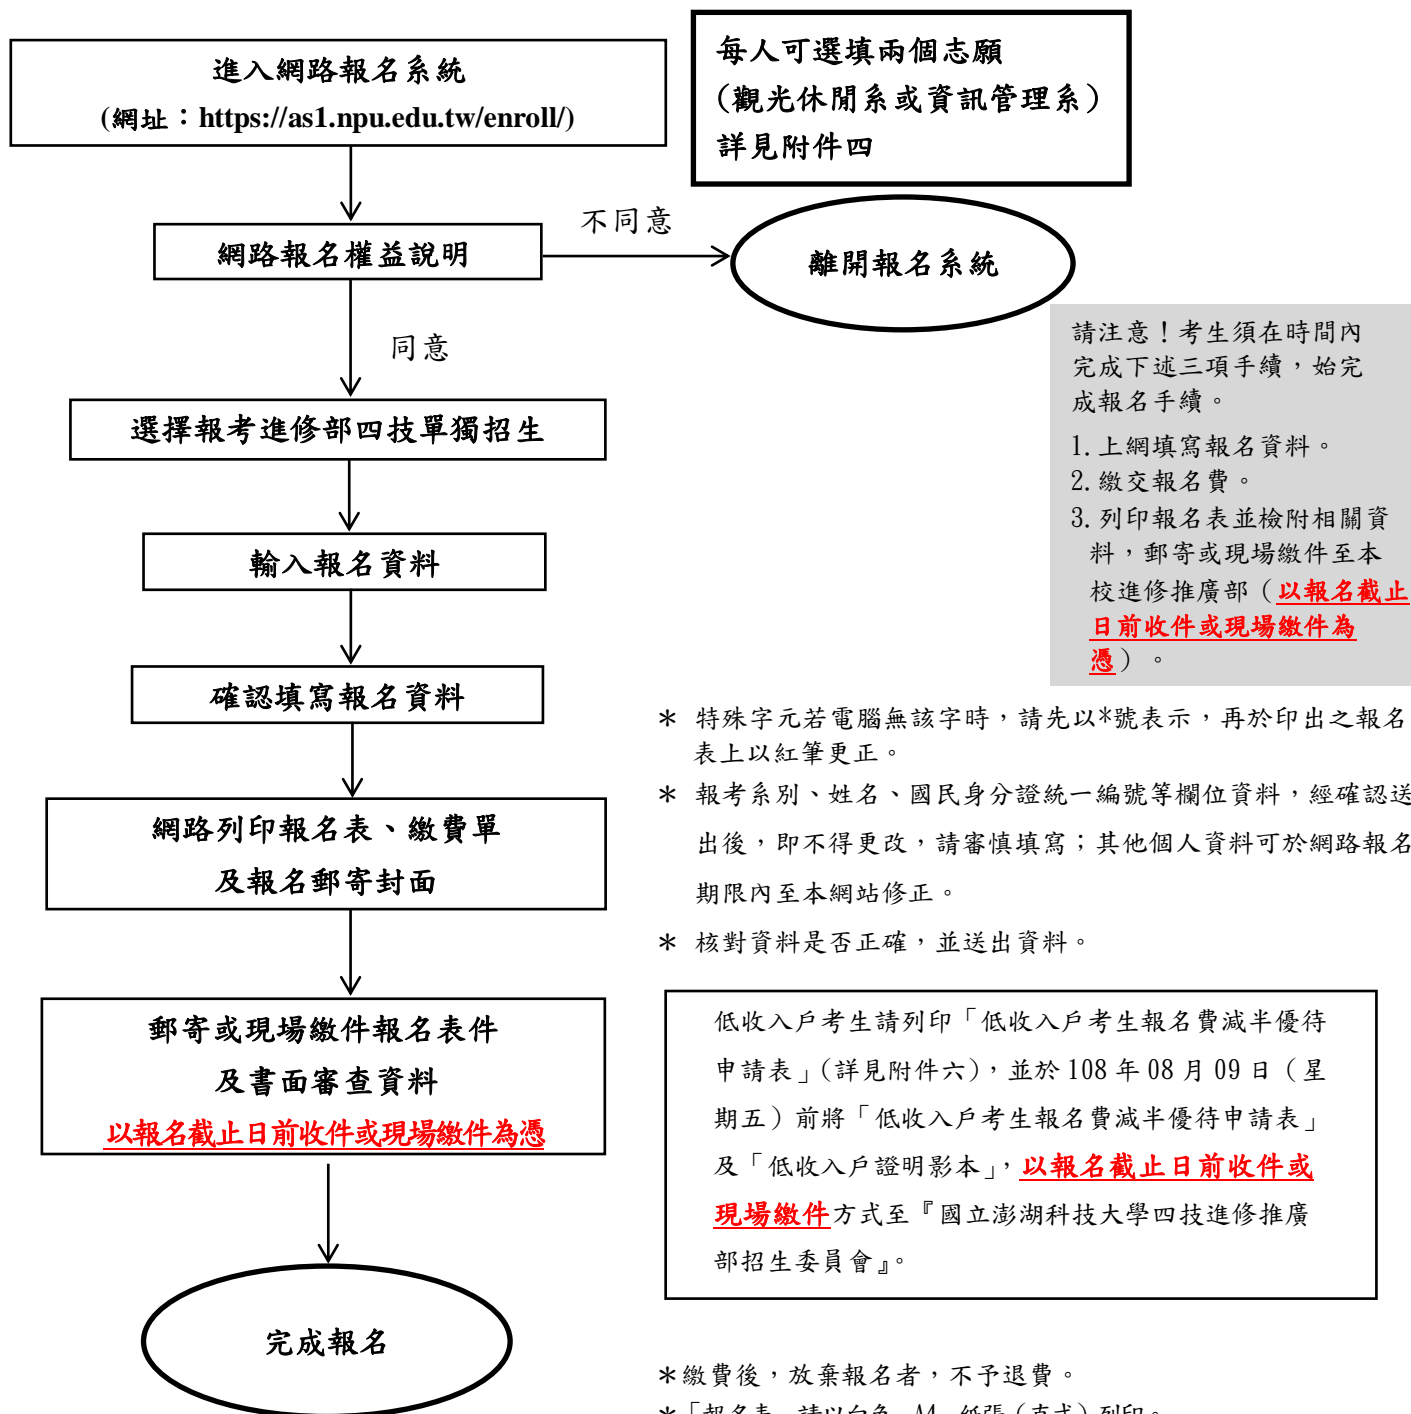 進入網路報名系統
(網址：https://as1.npu.edu.tw/enroll/)
每人可選填兩個志願
(觀光休閒系或資訊管理系)
詳見附件四
不同意
網路報名權益說明
離開報名系統
同意
請注意！考生須在時間內
完成下述三項手續，始完
成報名手續。
1.上網填寫報名資料。
2.繳交報名費。
3.列印報名表並檢附相關資
料，郵寄或現場繳件至本
校進修推廣部（以報名截止
日前收件或現場繳件為
憑）。
選擇報考進修部四技單獨招生
輸入報名資料
確認填寫報名資料
＊ 特殊字元若電腦無該字時，請先以*號表示，再於印出之報名
表上以紅筆更正。
＊ 報考系別、姓名、國民身分證統一編號等欄位資料，經確認送
出後，即不得更改，請審慎填寫；其他個人資料可於網路報名
期限內至本網站修正。
＊ 核對資料是否正確，並送出資料。
網路列印報名表、繳費單
及報名郵寄封面
郵寄或現場繳件報名表件
及書面審查資料
以報名截止日前收件或現場繳件為憑
低收入戶考生請列印「低收入戶考生報名費減半優待
申請表」(詳見附件六)，並於 108 年 08 月 09 日（星
期五）前將「低收入戶考生報名費減半優待申請表」
及「低收入戶證明影本」，以報名截止日前收件或
現場繳件方式至『國立澎湖科技大學四技進修推廣
部招生委員會』。
完成報名
＊繳費後，放棄報名者，不予退費。
＊「報名表」請以白色 A4 紙張（直式）列印。